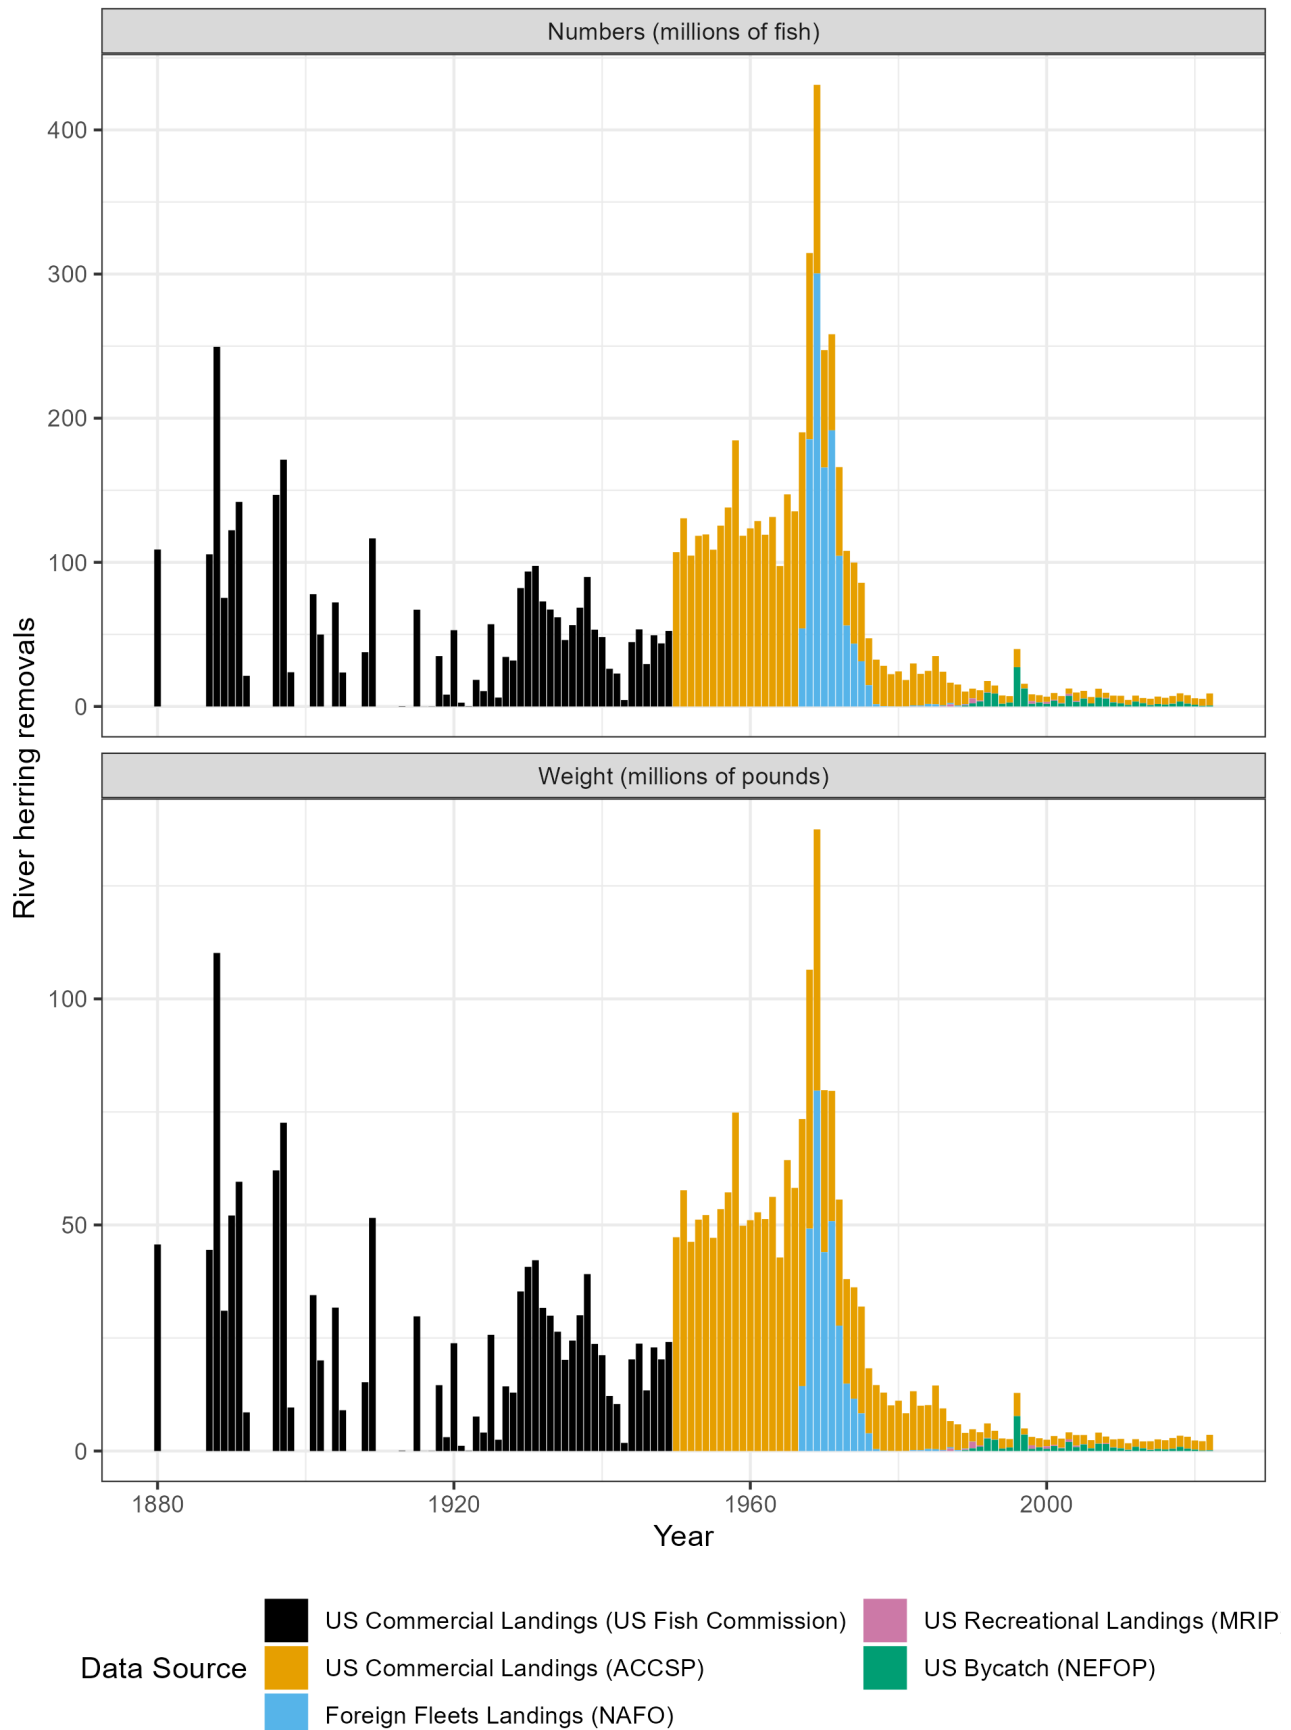 Numbers (millions of fish)
400
300
200
100
0
River herring removals
Weight (millions of pounds)
100
50
0
1880 1920 1960 2000
Year
Data Source
US Commercial Landings (US Fish Commission)
US Commercial Landings (ACCSP)
Foreign Fleets Landings (NAFO)
US Recreational Landings (MRIP
US Bycatch (NEFOP)